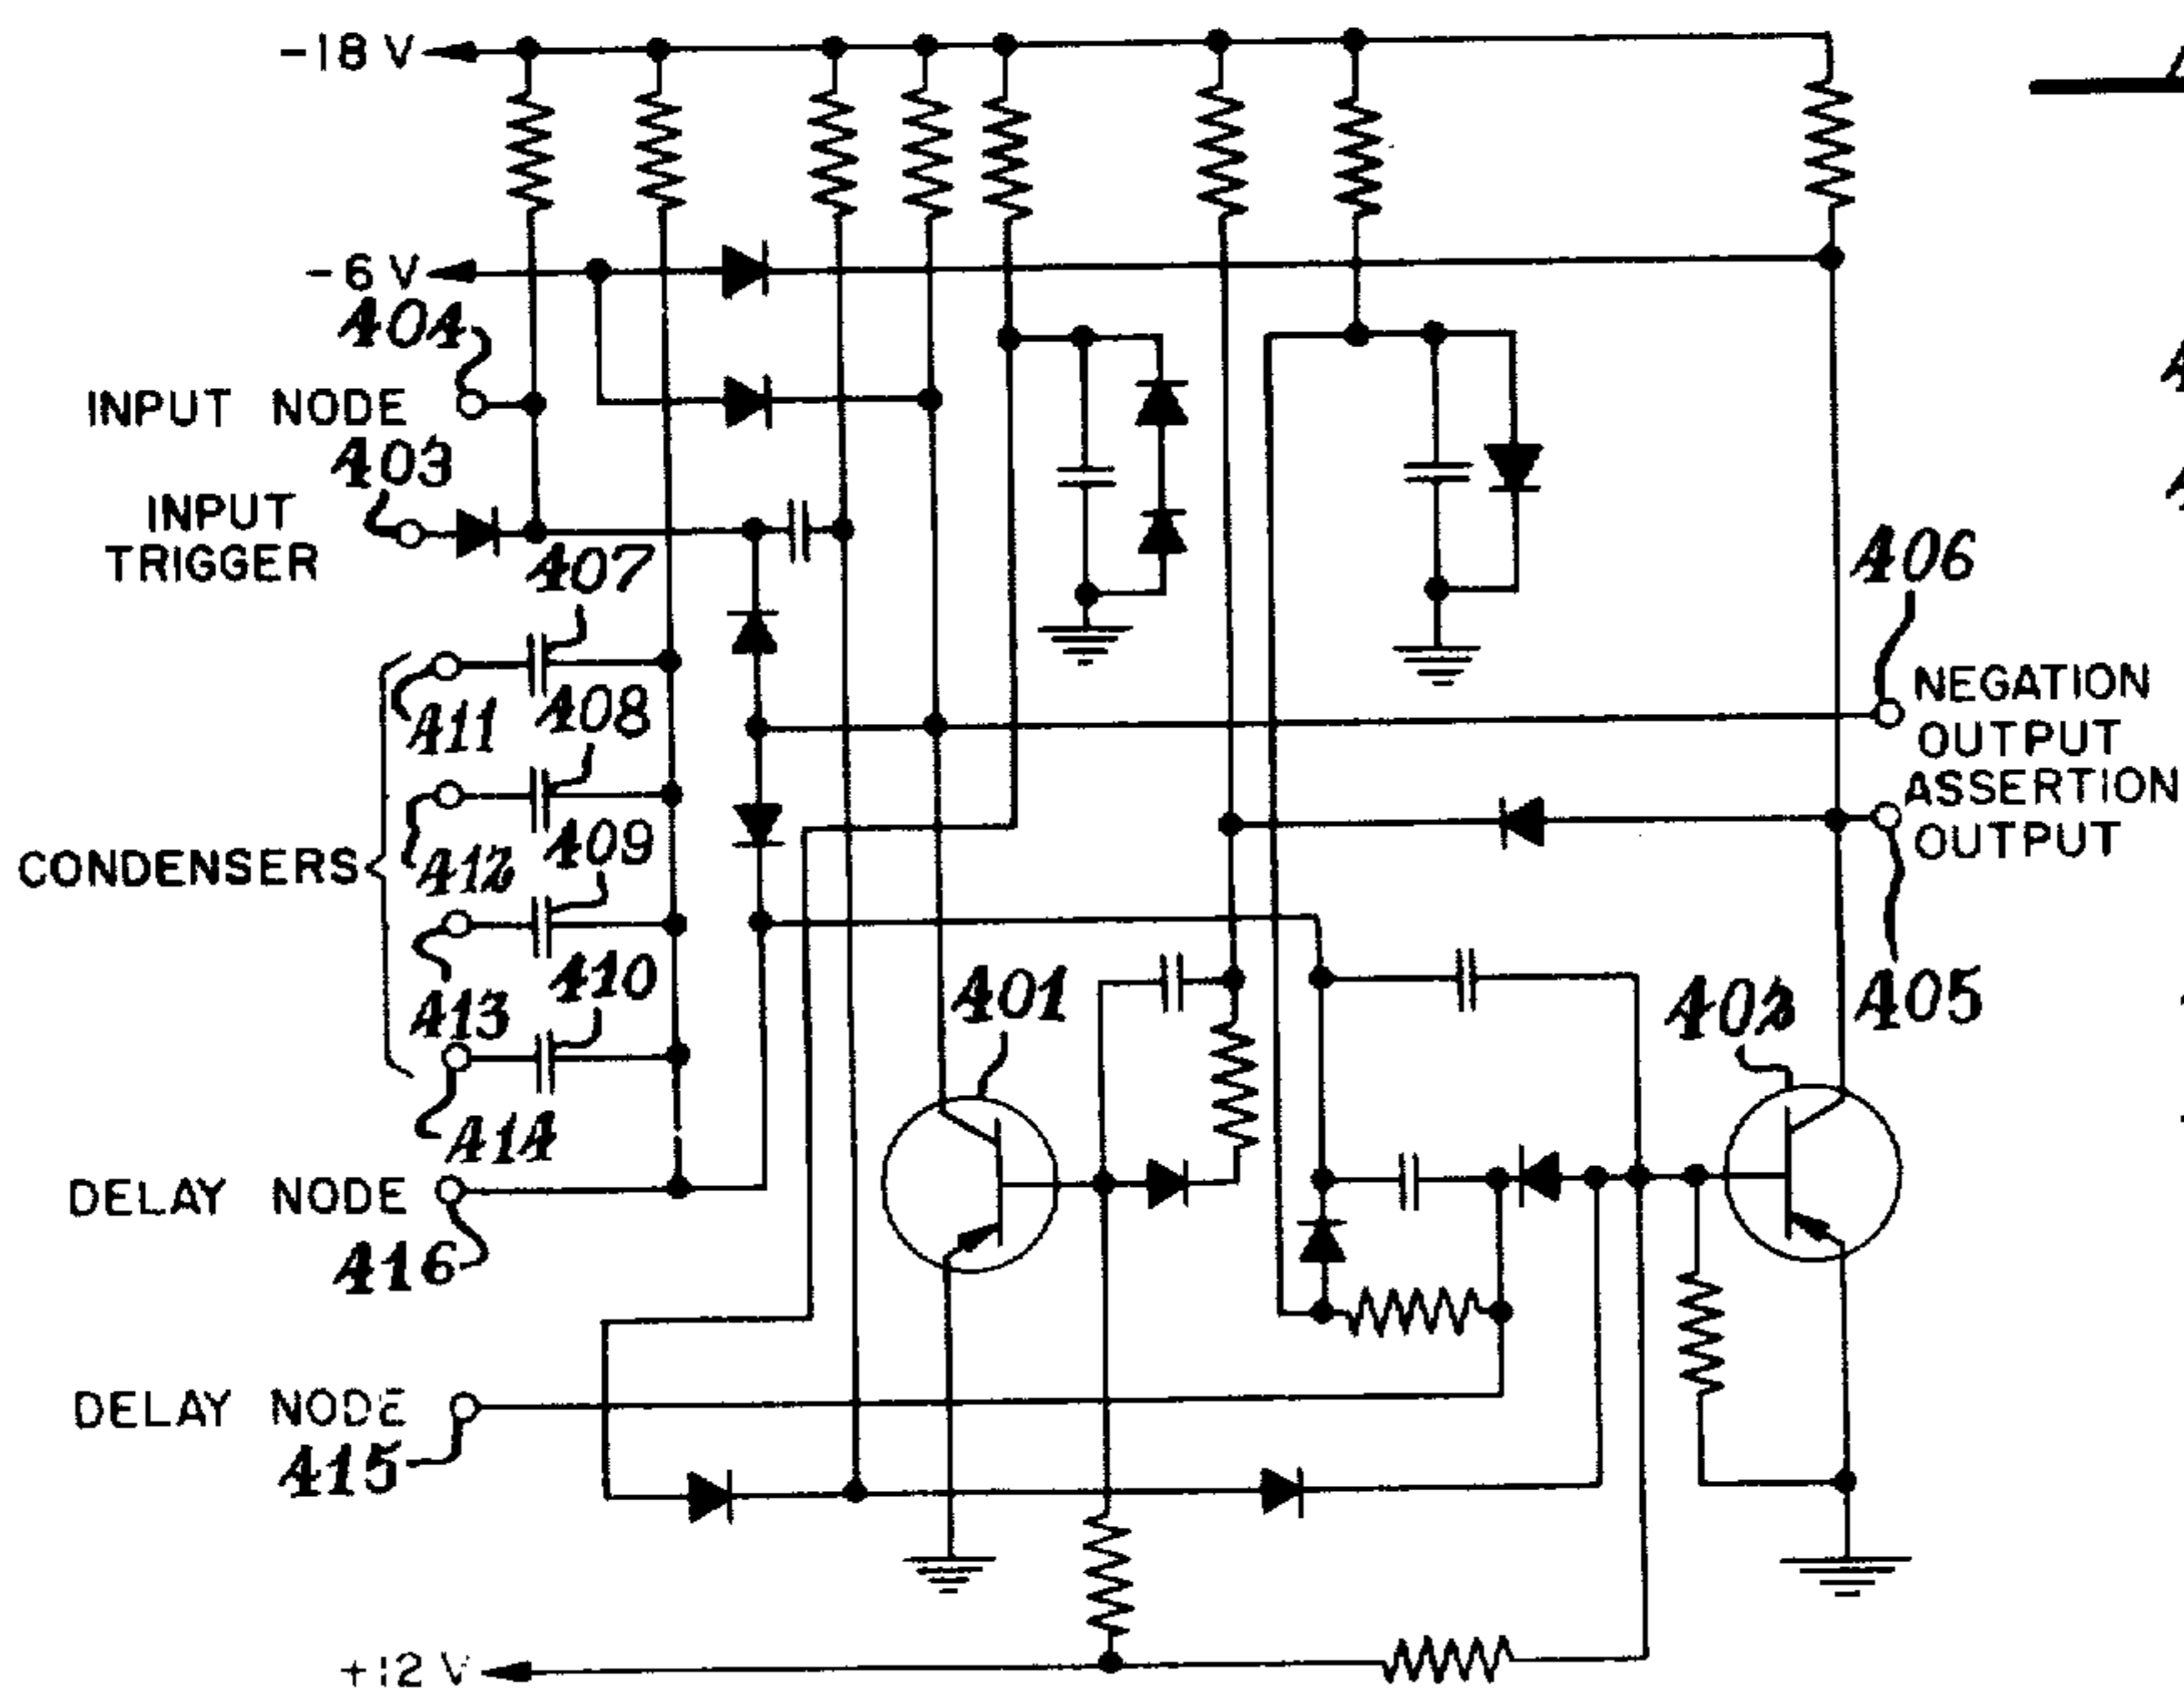 -18 V
-6 V
404
INPUT NODE
403
INPUT
TRIGGER
407
406
411
408
NEGATION
OUTPUT
ASSERTION
OUTPUT
CONDENSERS
412
409
413
410
401
402
405
414
DELAY NODE
416
DELAY NODE
415
+12 V